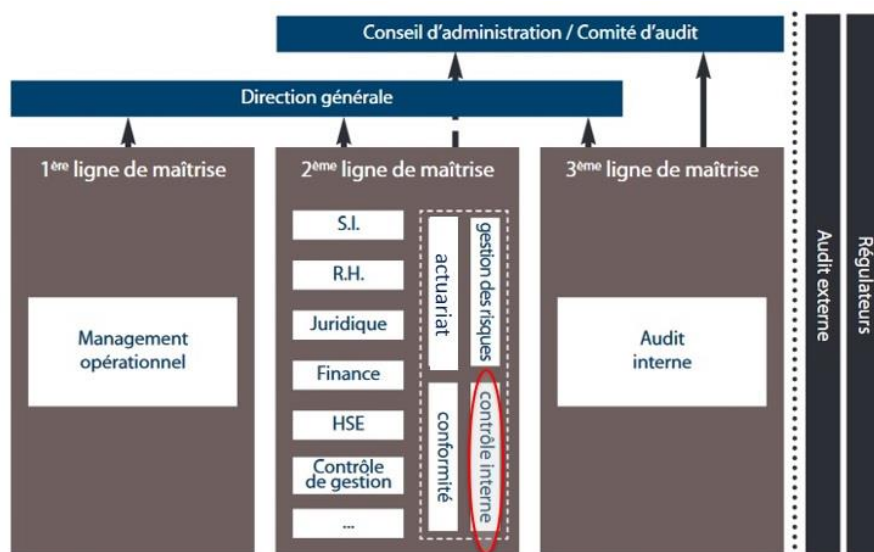 Conseil d'administration / Comité d'audit
Direction générale
1ère ligne de maîtrise
2ème ligne de maîtrise
3ème ligne de maîtrise
Management
opérationnel
S.I.
R.H.
Juridique
Finance
HSE
Contrôle
de gestion
...
actuariat
gestion des risques
conformité
contrôle interne
Audit
interne
Audit externe
Régulateurs